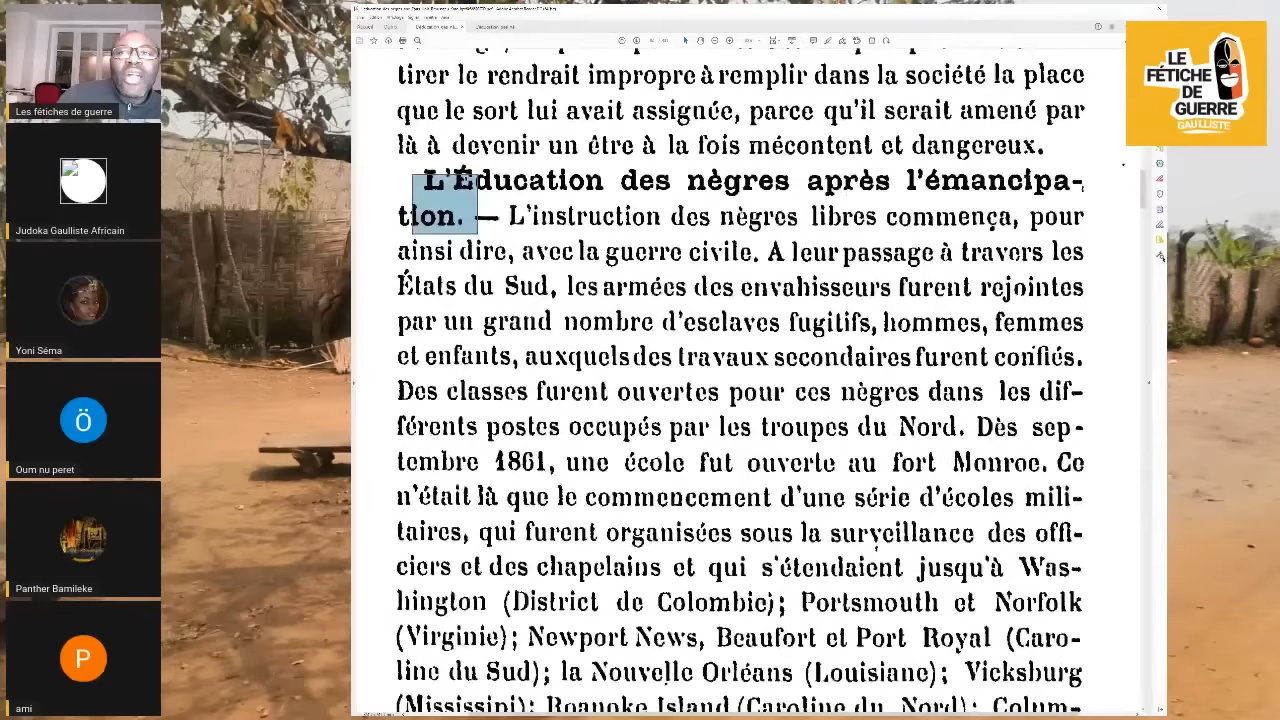 Les fétiches de guerre
Judoka Gaulliste Africain
Yoni Séma
Ö
Oum nu peret
Panther Bamileke
P
ami
tirer le rendrait impropre à remplir dans la société la place
que le sort lui avait assignée, parce qu'il serait amené par
là à devenir un être à la fois mécontent et dangereux.
L'Éducation des nègres après l'émancipa-
tion. — L'instruction des nègres libres commença, pour
ainsi dire, avec la guerre civile. A leur passage à travers les
États du Sud, les armées des envahisseurs furent rejointes
par un grand nombre d'esclaves fugitifs, hommes, femmes
et enfants, auxquels des travaux secondaires furent confiés.
Des classes furent ouvertes pour ces nègres dans les dif-
férents postes occupés par les troupes du Nord. Dès sep-
tembre 1861, une école fut ouverte au fort Monroe. Ce
n'était là que le commencement d'une série d'écoles mili-
taires, qui furent organisées sous la surveillance des offi-
ciers et des chapelains et qui s'étendaient jusqu'à Was-
hington (District de Colombie); Portsmouth et Norfolk
(Virginie); Newport News, Beaufort et Port Royal (Caro-
line du Sud); la Nouvelle Orléans (Louisiane); Vicksburg
(Mississipi); Roanoke Island (Caroline du Nord); Colum-
LE
FÉTICHE
DE
GUERRE
GAULLISTE